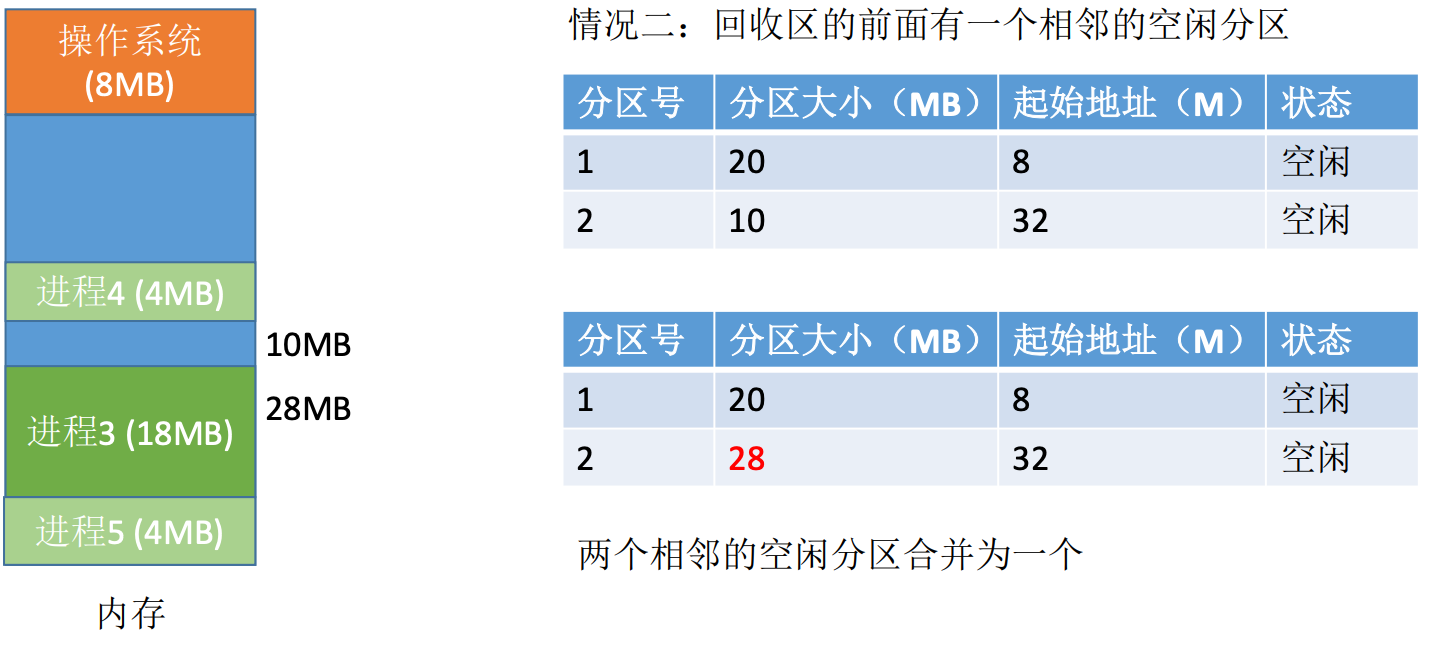 操作系统
(8MB)
进程4 (4MB)
10MB
28MB
进程3 (18MB)
进程5 (4MB)
内存
情况二：回收区的前面有一个相邻的空闲分区
分区号 分区大小（MB） 起始地址（M） 状态
1 20 8 空闲
2 10 32 空闲
分区号 分区大小（MB） 起始地址（M） 状态
1 20 8 空闲
2 28 32 空闲
两个相邻的空闲分区合并为一个